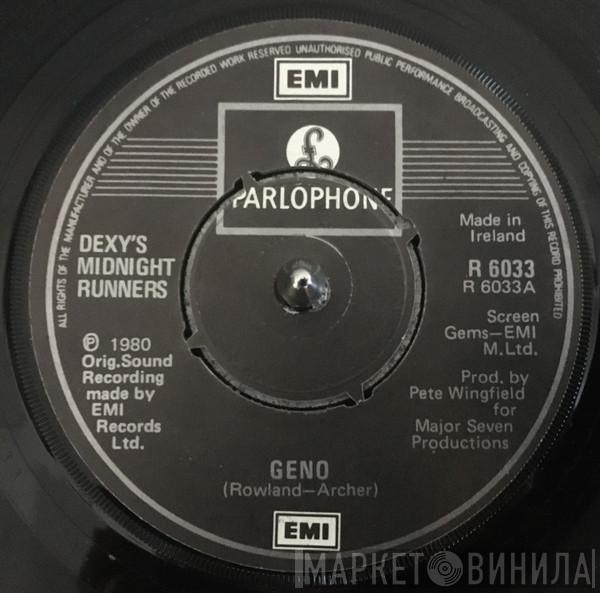 ALL RIGHTS OF THE MANUFACTURER AND OF THE OWNER OF THE RECORDED WORK RESERVED UNAUTHORISED PUBLIC PERFORMANCE BROADCASTING AND COPYING OF THIS RECORD PROHIBITED
EMI
£
PARLOPHONE
DEXY'S
MIDNIGHT
RUNNERS
Made in
Ireland
R 6033
R 6033A
℗ 1980
Orig.Sound
Recording
made by
EMI
Records
Ltd.
Screen
Gems—EMI
M.Ltd.
Prod. by
Pete Wingfield
for
Major Seven
Productions
GENO
(Rowland—Archer)
EMI
МАРКЕТ ВИНИЛА